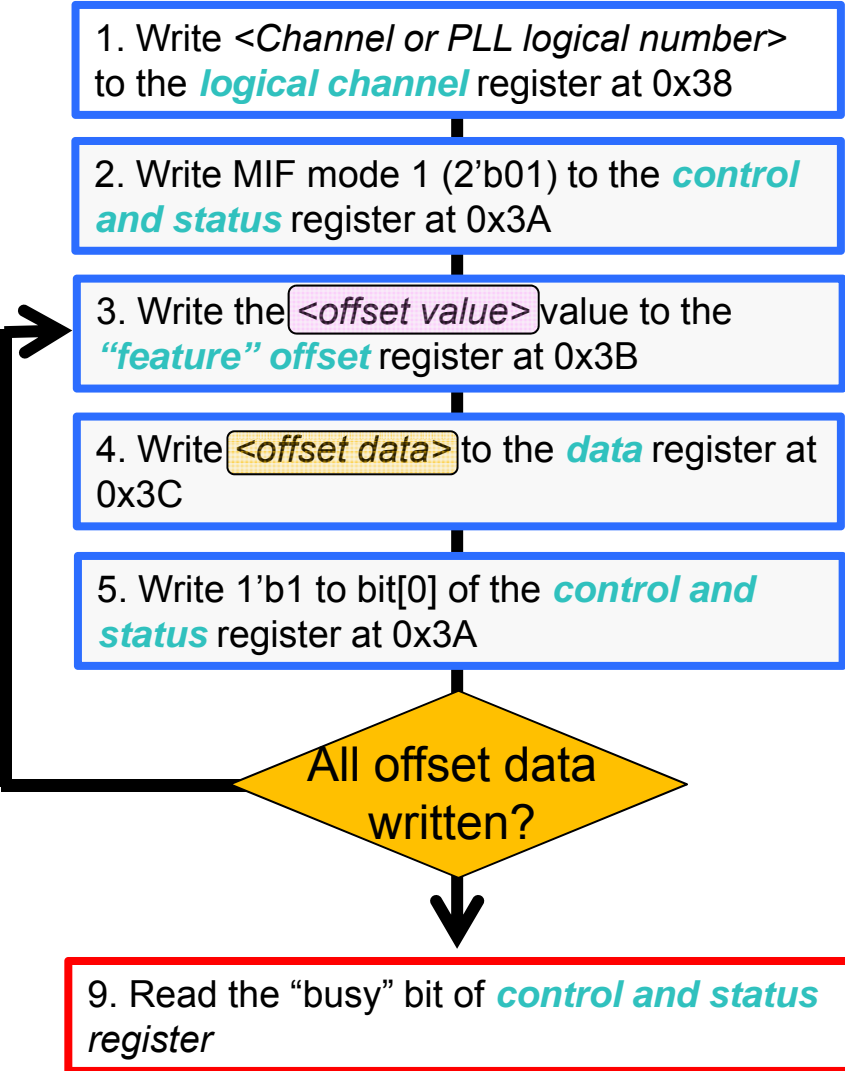 1. Write <Channel or PLL logical number>
to the logical channel register at 0x38
2. Write MIF mode 1 (2’b01) to the control
and status register at 0x3A
3. Write the <offset value> value to the
“feature” offset register at 0x3B
4. Write <offset data> to the data register at
0x3C
5. Write 1’b1 to bit[0] of the control and
status register at 0x3A
All offset data
written?
9. Read the “busy” bit of control and status
register